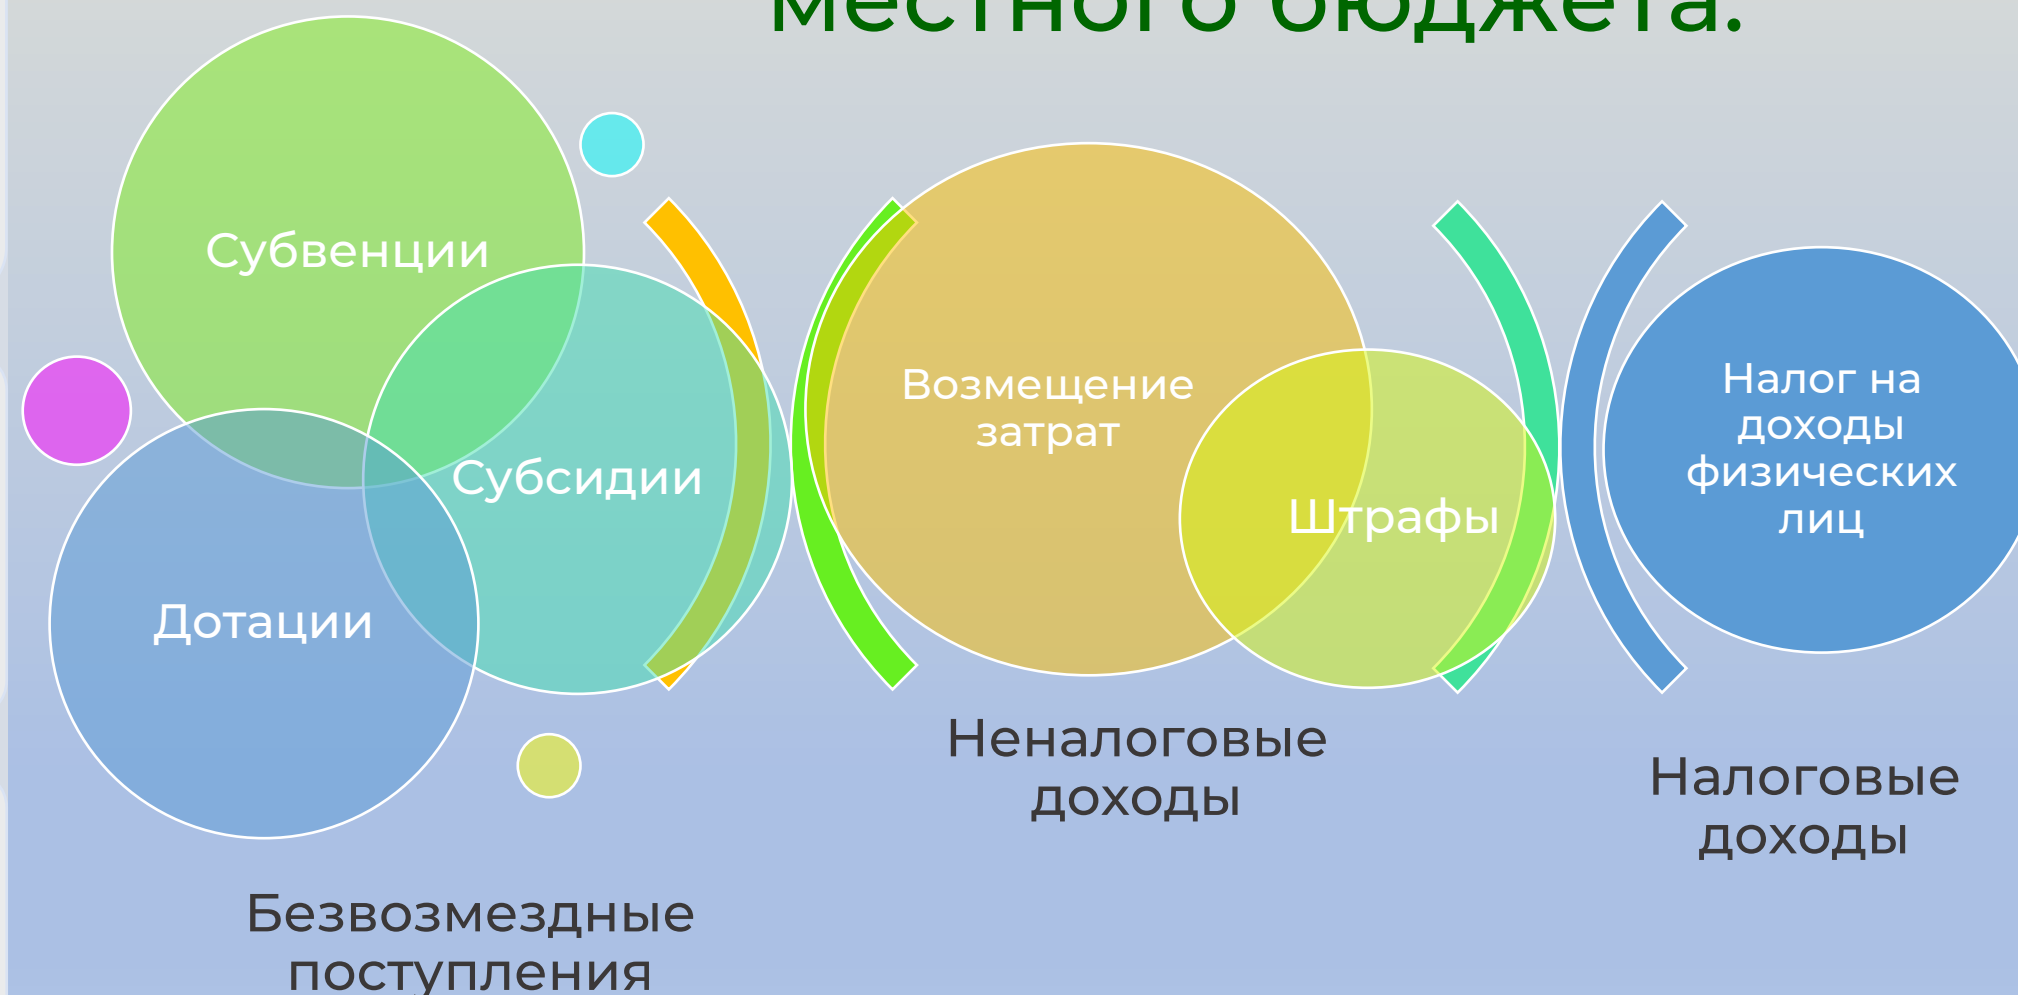 местного бюджета.
Субвенции
Субсидии
Дотации
Безвозмездные
поступления
Возмещение
затрат
Штрафы
Неналоговые
доходы
Налог на
доходы
физических
лиц
Налоговые
доходы